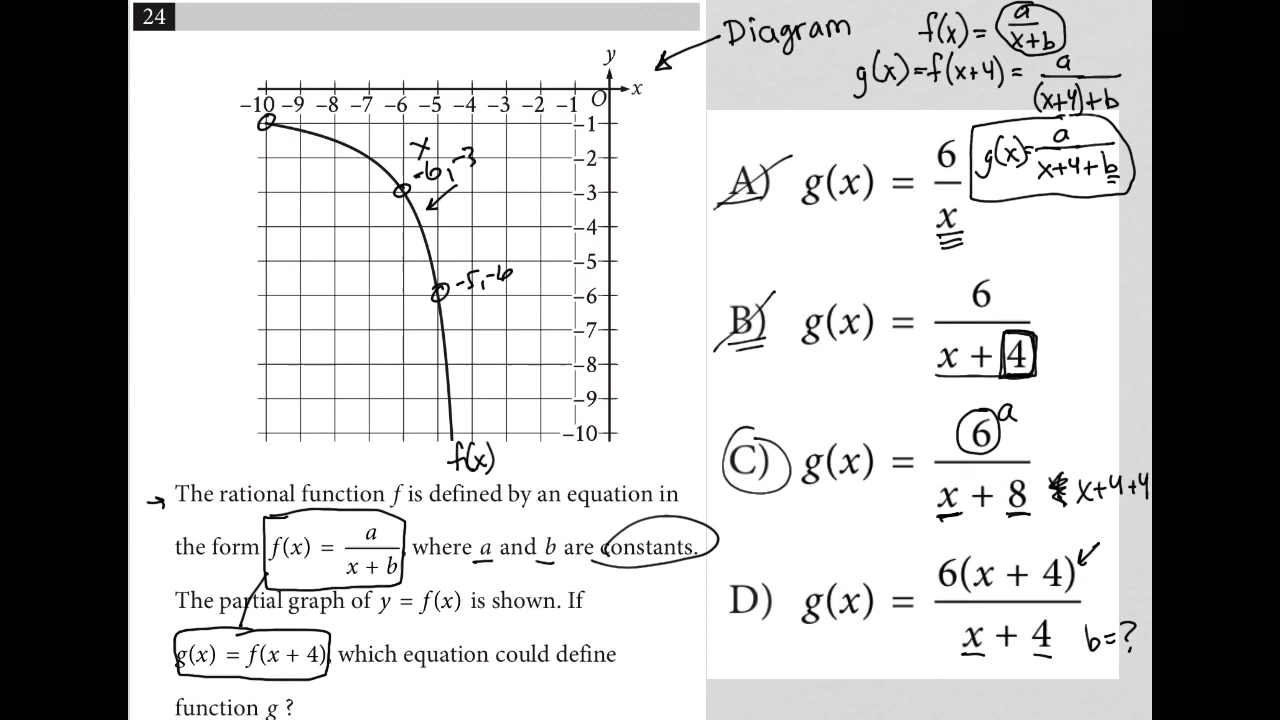 24
Diagram
f(x) = a/(x+b)
g(x) = f(x+4) = a/((x+4)+b)
g(x) = a/(x+4+b)
y
x
–10 –9 –8 –7 –6 –5 –4 –3 –2 –1 O
–1
–2
–3
–4
–5
–6
–7
–8
–9
–10
x
-6, -3
-5, -6
f(x)
The rational function f is defined by an equation in
the form f(x) = a/(x + b), where a and b are constants.
The partial graph of y = f(x) is shown. If
g(x) = f(x + 4), which equation could define
function g ?
A) g(x) = 6/x
B) g(x) = 6/(x + 4)
C) g(x) = 6/(x + 8)
a
x+4+4
D) g(x) = 6(x + 4)/(x + 4)
b=?